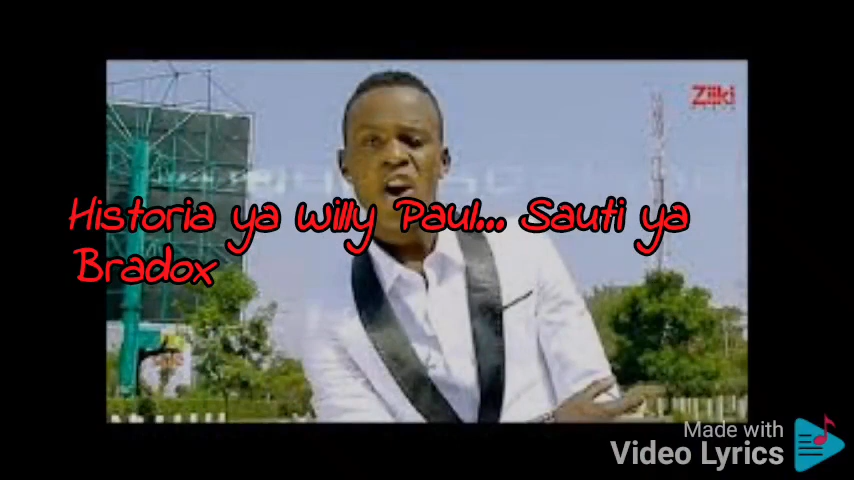 Ziiki
Historia ya willy Paul... Sauti ya
Bradox
Made with
Video Lyrics